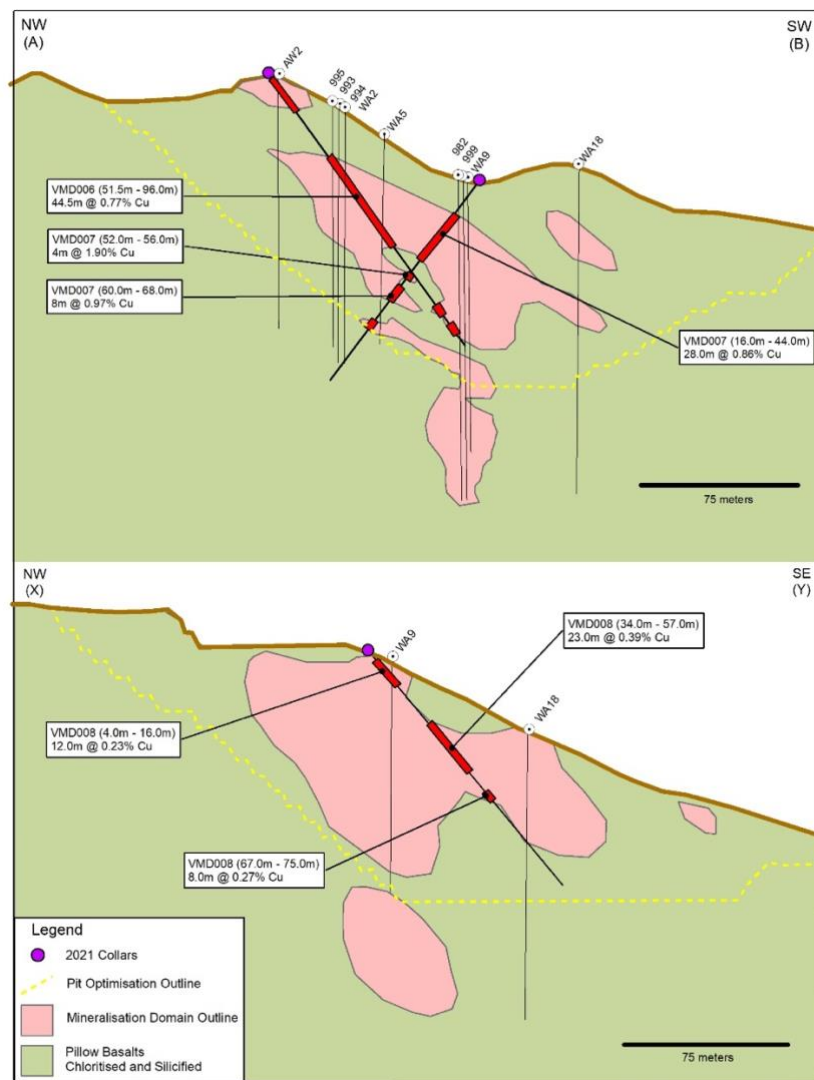 NW
(A)
SW
(B)
AW2
995
993
994
WA2
WA5
982
999
WA9
WA18
VMD006 (51.5m - 96.0m)
44.5m @ 0.77% Cu
VMD007 (52.0m - 56.0m)
4m @ 1.90% Cu
VMD007 (60.0m - 68.0m)
8m @ 0.97% Cu
VMD007 (16.0m - 44.0m)
28.0m @ 0.86% Cu
75 meters
NW
(X)
SE
(Y)
WA9
WA18
VMD008 (34.0m - 57.0m)
23.0m @ 0.39% Cu
VMD008 (4.0m - 16.0m)
12.0m @ 0.23% Cu
VMD008 (67.0m - 75.0m)
8.0m @ 0.27% Cu
Legend
2021 Collars
Pit Optimisation Outline
Mineralisation Domain Outline
Pillow Basalts
Chloritised and Silicified
75 meters